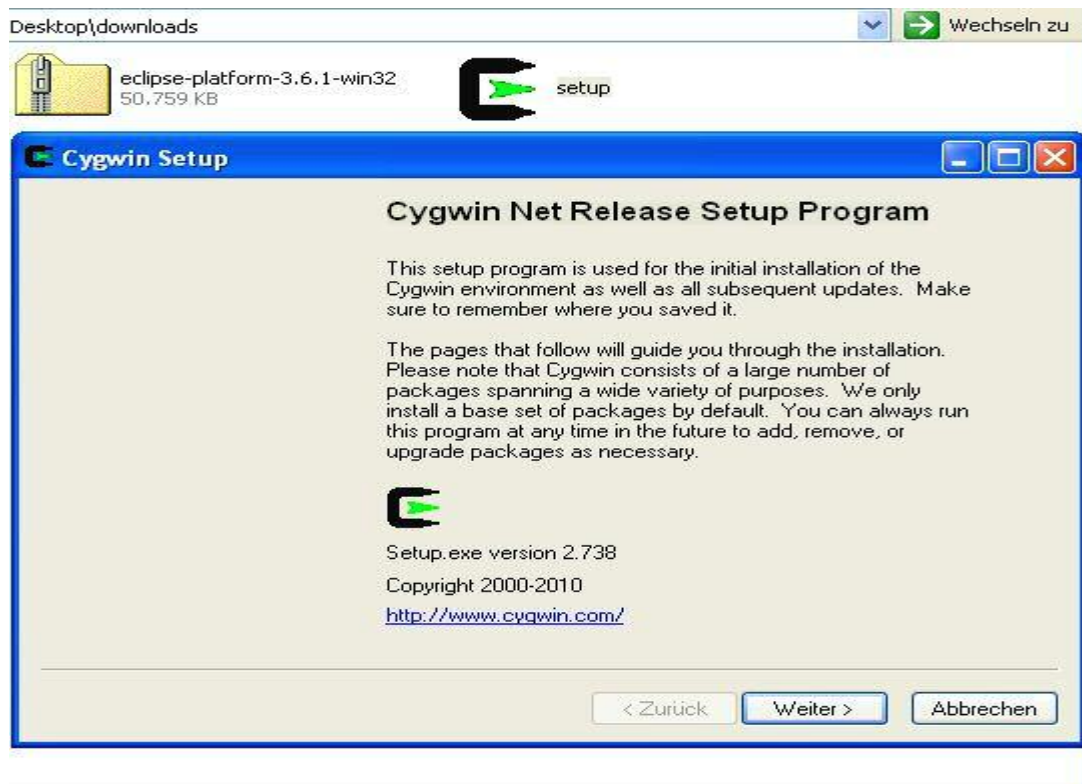 Desktop\downloads
Wechseln zu
eclipse-platform-3.6.1-win32
50.759 KB
setup
Cygwin Setup
Cygwin Net Release Setup Program
This setup program is used for the initial installation of the
Cygwin environment as well as all subsequent updates.  Make
sure to remember where you saved it.
The pages that follow will guide you through the installation.
Please note that Cygwin consists of a large number of
packages spanning a wide variety of purposes.  We only
install a base set of packages by default.  You can always run
this program at any time in the future to add, remove, or
upgrade packages as necessary.
Setup.exe version 2.738
Copyright 2000-2010
http://www.cygwin.com/
< Zurück
Weiter >
Abbrechen